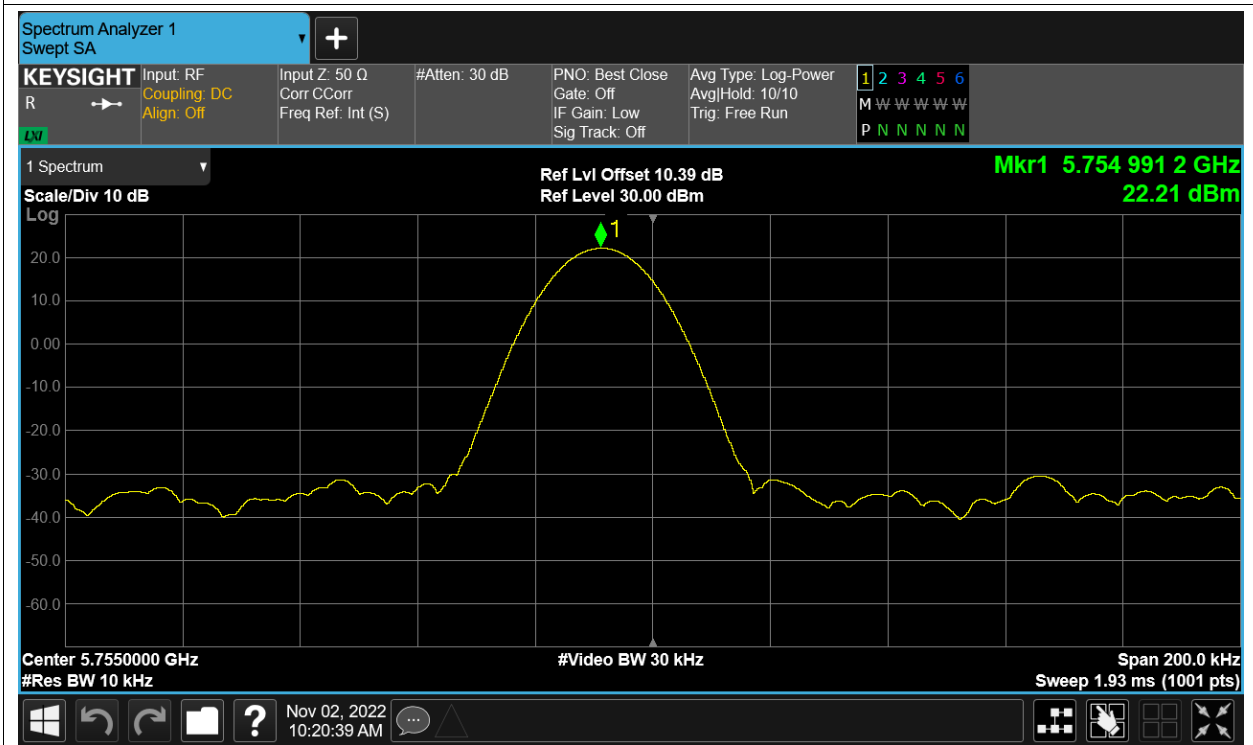 Spectrum Analyzer 1
Swept SA
KEYSIGHT
R
LXI
Input: RF
Coupling: DC
Align: Off
Input Z: 50 Ω
Corr CCorr
Freq Ref: Int (S)
#Atten: 30 dB
PNO: Best Close
Gate: Off
IF Gain: Low
Sig Track: Off
Avg Type: Log-Power
Avg|Hold: 10/10
Trig: Free Run
1 2 3 4 5 6
M W W W W W
P N N N N N
1 Spectrum
Scale/Div 10 dB
Log
Ref Lvl Offset 10.39 dB
Ref Level 30.00 dBm
Mkr1 5.754 991 2 GHz
22.21 dBm
1
20.0
10.0
0.00
-10.0
-20.0
-30.0
-40.0
-50.0
-60.0
Center 5.7550000 GHz
#Video BW 30 kHz
Span 200.0 kHz
#Res BW 10 kHz
Sweep 1.93 ms (1001 pts)
?
Nov 02, 2022
10:20:39 AM